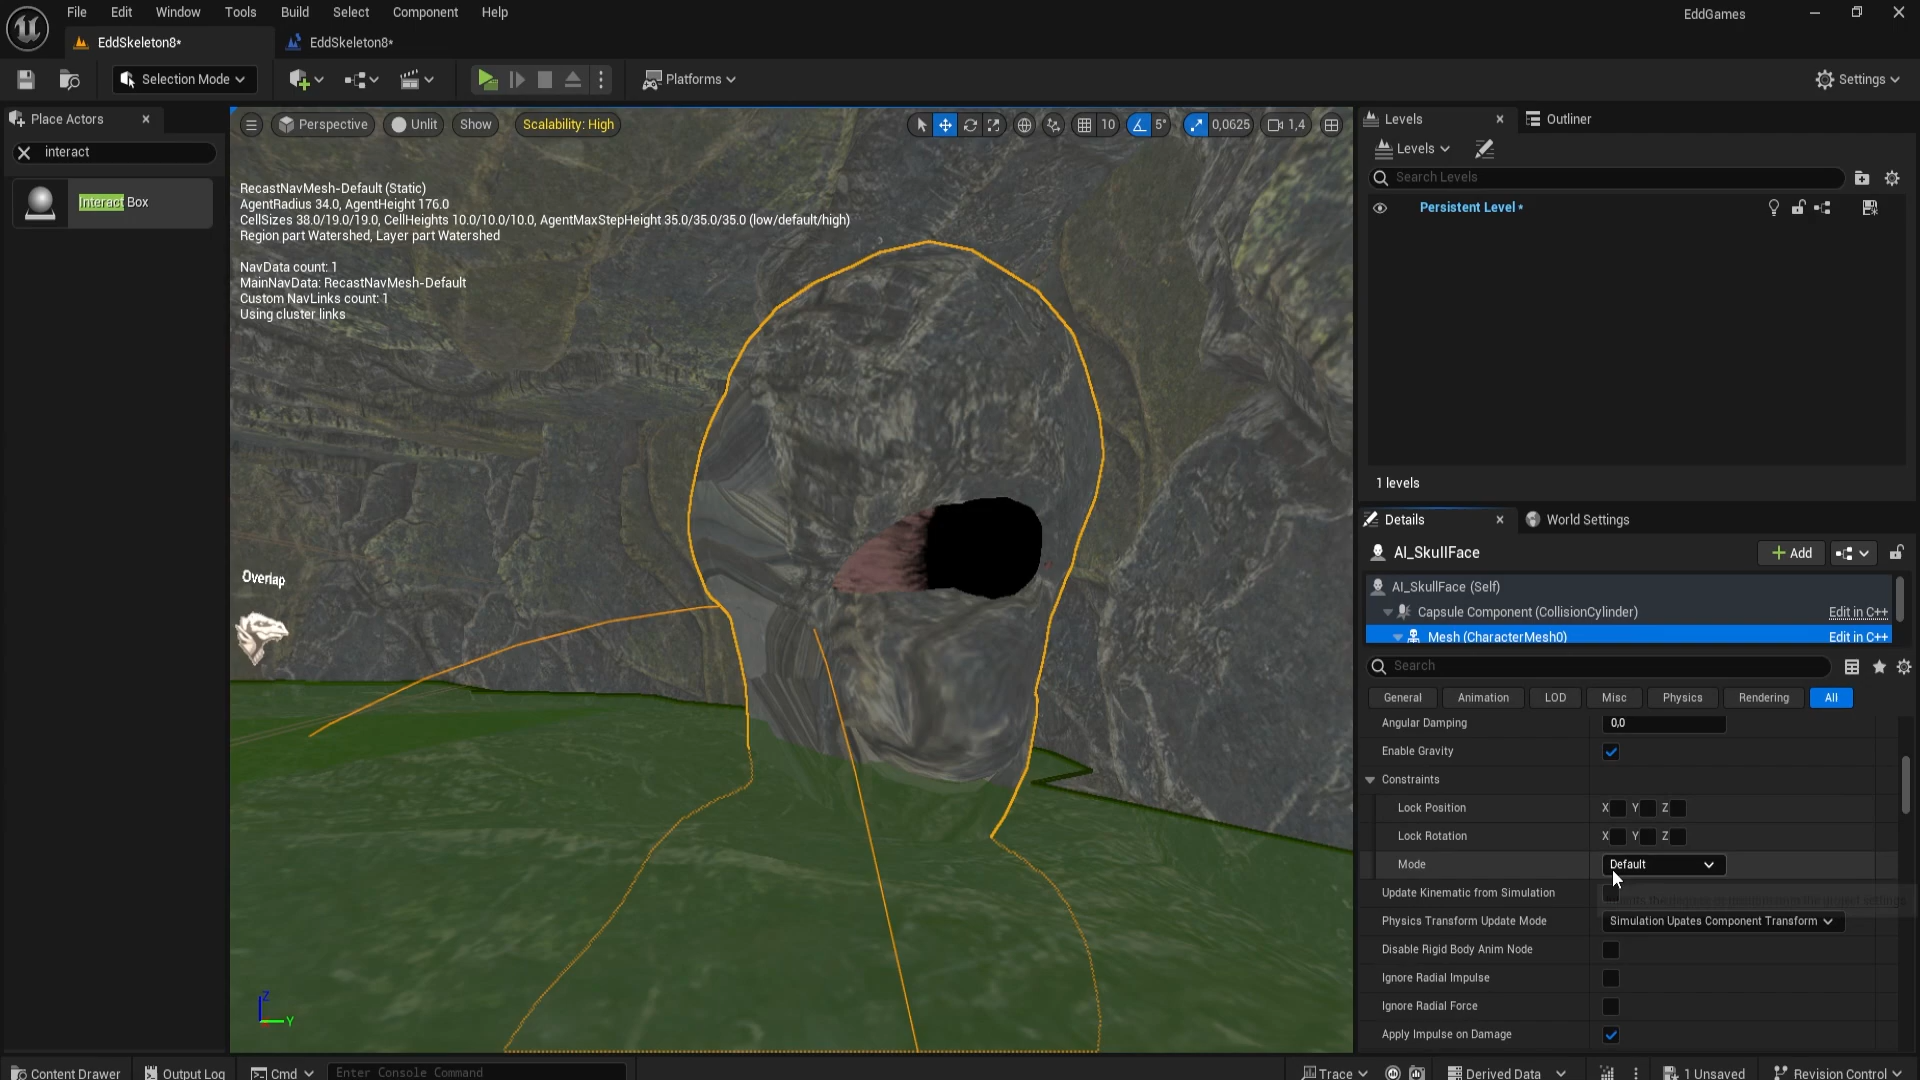 File Edit Window Tools Build Select Component Help
EddGames
EddSkeleton8*
EddSkeleton8*
Selection Mode
Platforms
Settings
Place Actors
interact
Interact Box
Perspective
Unlit
Show
Scalability: High
10
5°
0,0625
1,4
RecastNavMesh-Default (Static)
AgentRadius 34.0, AgentHeight 176.0
CellSizes 38.0/19.0/19.0, CellHeights 10.0/10.0/10.0, AgentMaxStepHeight 35.0/35.0/35.0 (low/default/high)
Region part Watershed, Layer part Watershed
NavData count: 1
MainNavData: RecastNavMesh-Default
Custom NavLinks count: 1
Using cluster links
Overlap
Z
Y
Levels
Outliner
Levels
Search Levels
Persistent Level *
1 levels
Details
World Settings
AI_SkullFace
+ Add
AI_SkullFace (Self)
Capsule Component (CollisionCylinder) Edit in C++
Mesh (CharacterMesh0) Edit in C++
Search
General Animation LOD Misc Physics Rendering All
Angular Damping 0,0
Enable Gravity
Constraints
Lock Position X Y Z
Lock Rotation X Y Z
Mode Default
Update Kinematic from Simulation
Physics Transform Update Mode Simulation Upates Component Transform
Disable Rigid Body Anim Node
Ignore Radial Impulse
Ignore Radial Force
Apply Impulse on Damage
Content Drawer Output Log Cmd Enter Console Command Trace Derived Data 1 Unsaved Revision Control